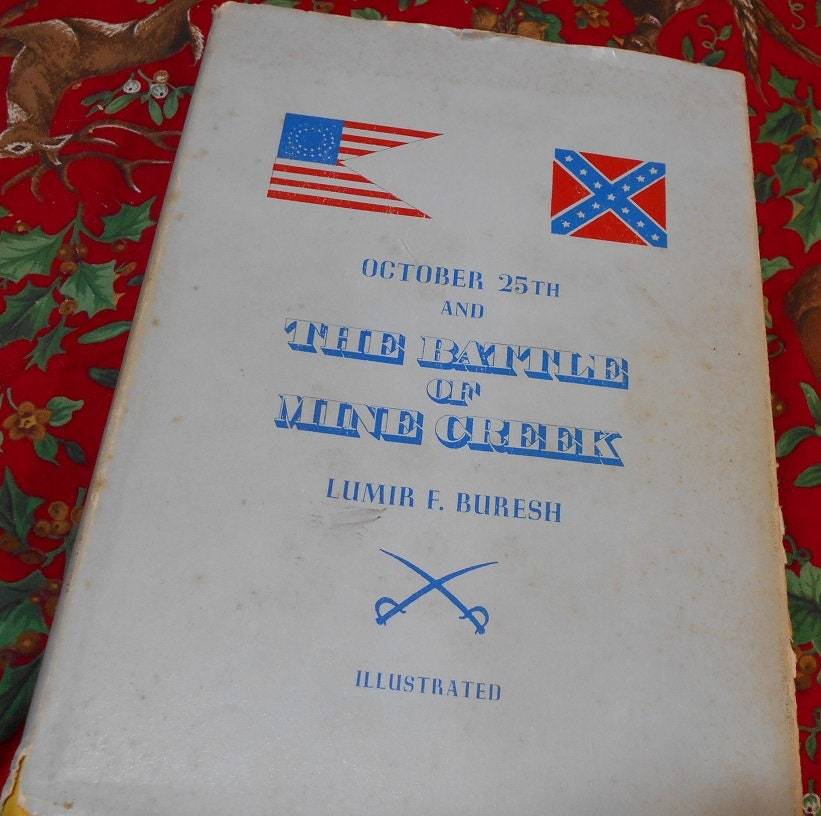 OCTOBER 25TH
AND
THE BATTLE
OF
MINE CREEK
LUMIR F. BURESH
ILLUSTRATED